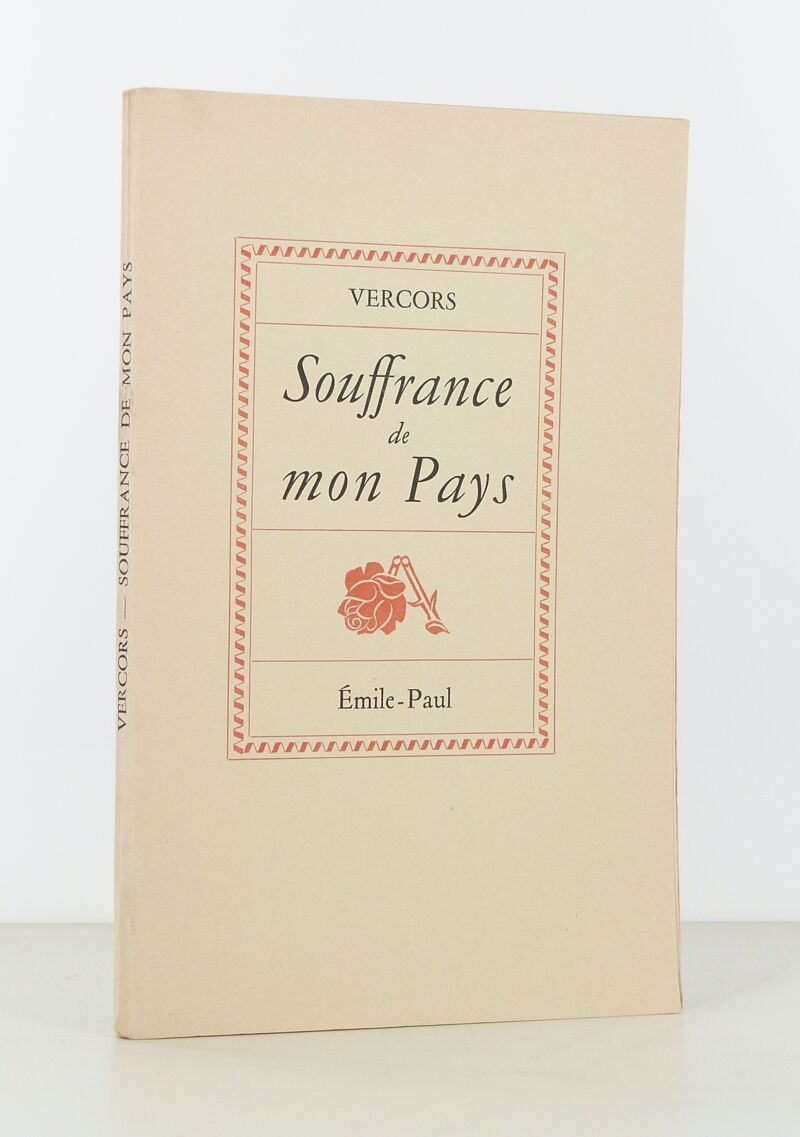 VERCORS
Souffrance
de
mon Pays
Émile-Paul
VERCORS — SOUFFRANCE DE MON PAYS